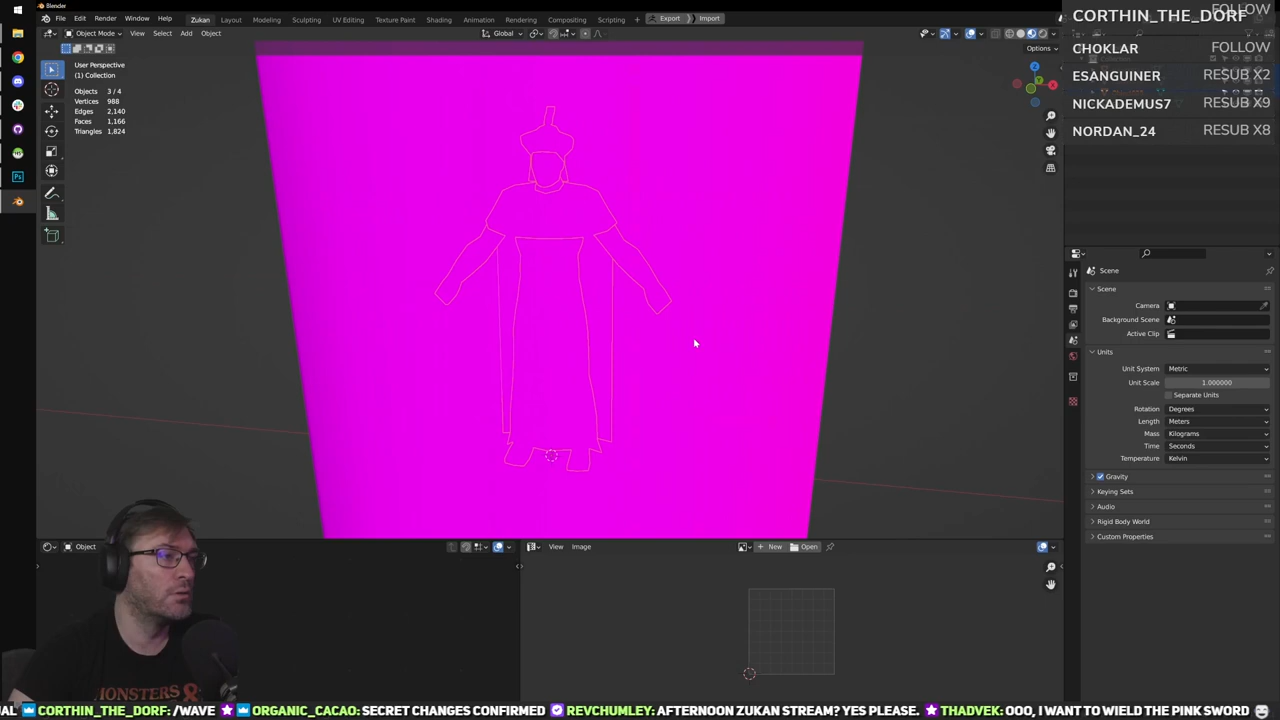 Blender
File Edit Render Window Help Zukan Layout Modeling Sculpting UV Editing Texture Paint Shading Animation Rendering Compositing Scripting Export Import
Object Mode View Select Add Object Global Options
User Perspective
(1) Collection
Objects 3 / 4
Vertices 988
Edges 2,140
Faces 1,166
Triangles 1,824
FOLLOW
CORTHIN_THE_DORF
CHOKLAR FOLLOW
ESANGUINER RESUB X2
NICKADEMUS7 RESUB X9
NORDAN_24 RESUB X8
Scene
Scene
Camera
Background Scene
Active Clip
Units
Unit System Metric
Unit Scale 1.000000
Separate Units
Rotation Degrees
Length Meters
Mass Kilograms
Time Seconds
Temperature Kelvin
Gravity
Keying Sets
Audio
Rigid Body World
Custom Properties
Object View Image New Open
MONSTERS
UAL CORTHIN_THE_DORF: /WAVE ORGANIC_CACAO: SECRET CHANGES CONFIRMED REVCHUMLEY: AFTERNOON ZUKAN STREAM? YES PLEASE. THADVEK: OOO, I WANT TO WIELD THE PINK SWORD